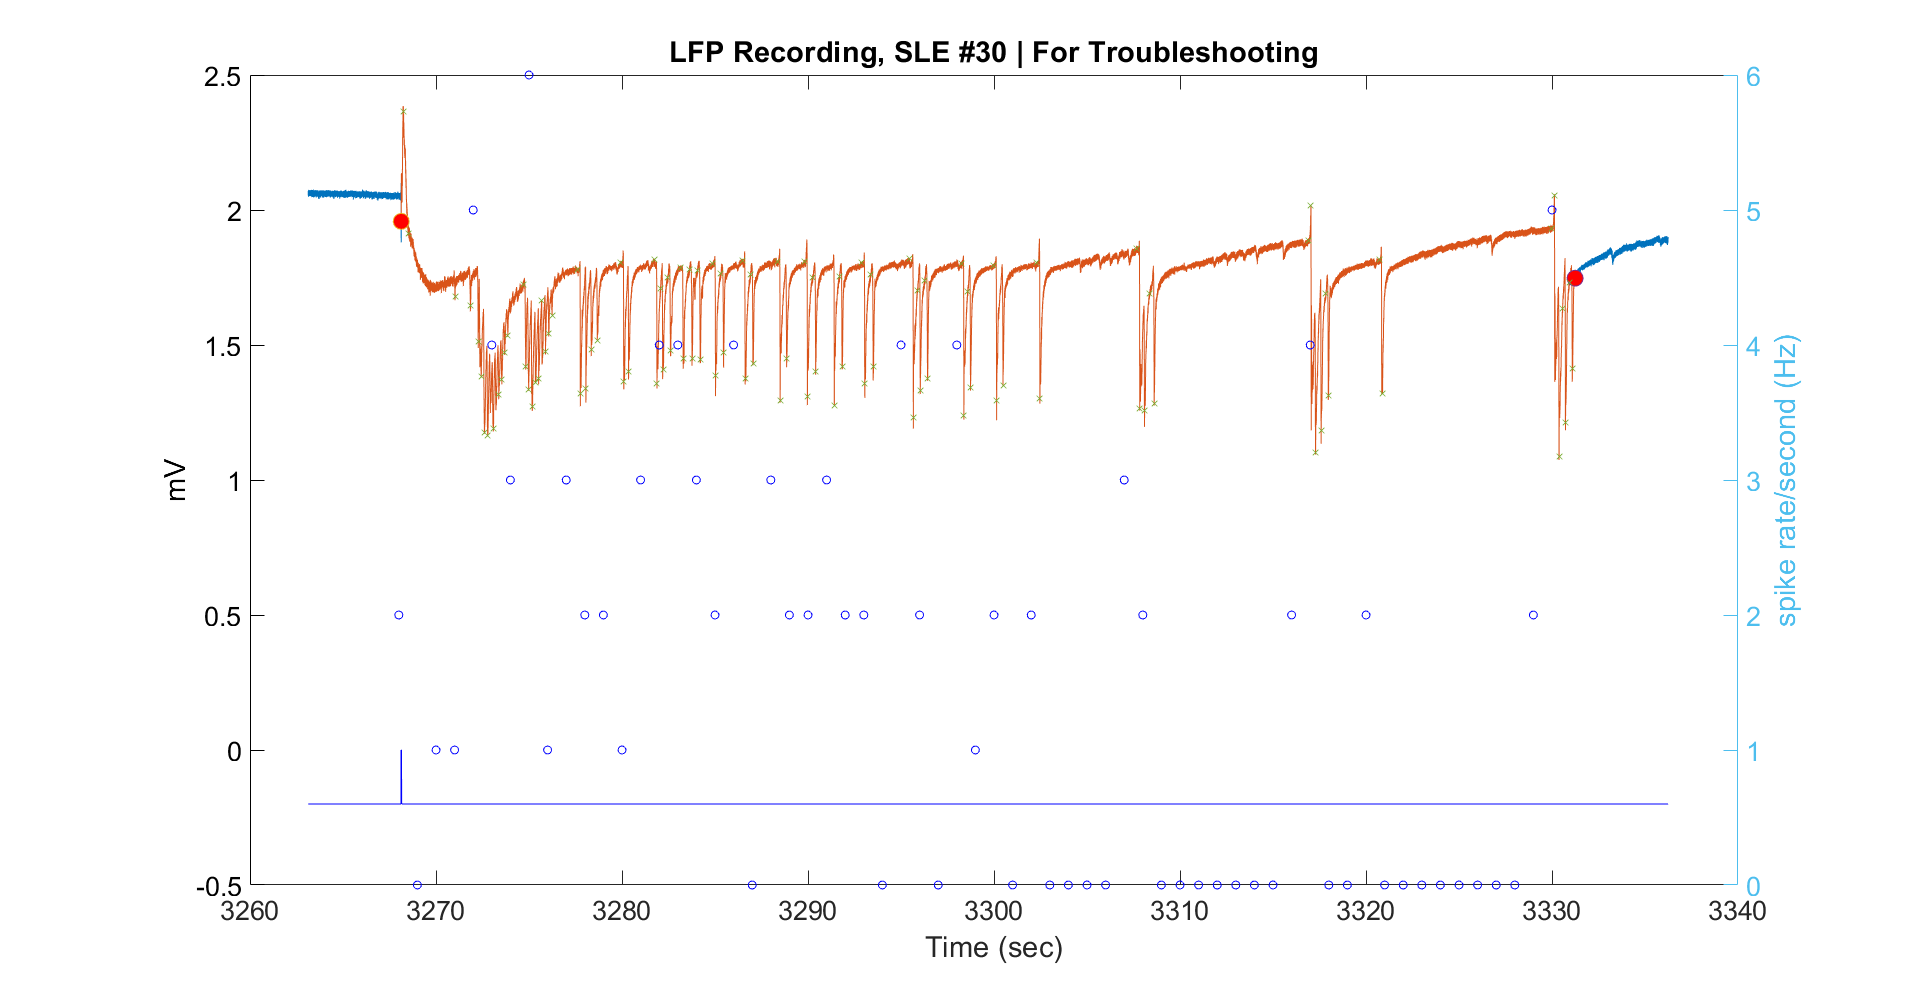 LFP Recording, SLE #30 | For Troubleshooting
2.5
2
1.5
1
0.5
0
-0.5
mV
6
5
4
3
2
1
0
spike rate/second (Hz)
3260 3270 3280 3290 3300 3310 3320 3330 3340
Time (sec)